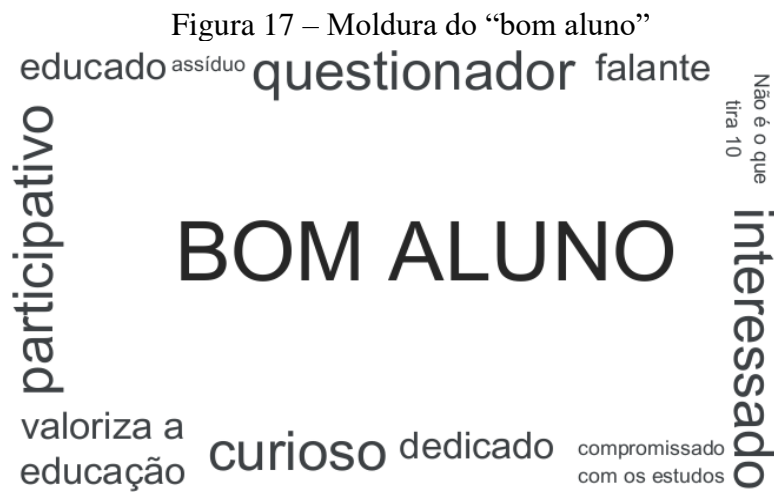 Figura 17 – Moldura do “bom aluno”
educado assíduo questionador falante
Não é o que
tira 10
participativo
BOM ALUNO
interessado
valoriza a
educação
curioso dedicado
compromissado
com os estudos